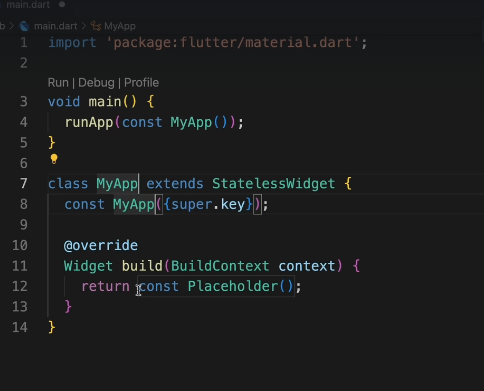 main.dart
b > main.dart > MyApp
1 import 'package:flutter/material.dart';
2
Run | Debug | Profile
3 void main() {
4   runApp(const MyApp());
5 }
6
7 class MyApp extends StatelessWidget {
8   const MyApp({super.key});
9
10   @override
11   Widget build(BuildContext context) {
12     return const Placeholder();
13   }
14 }